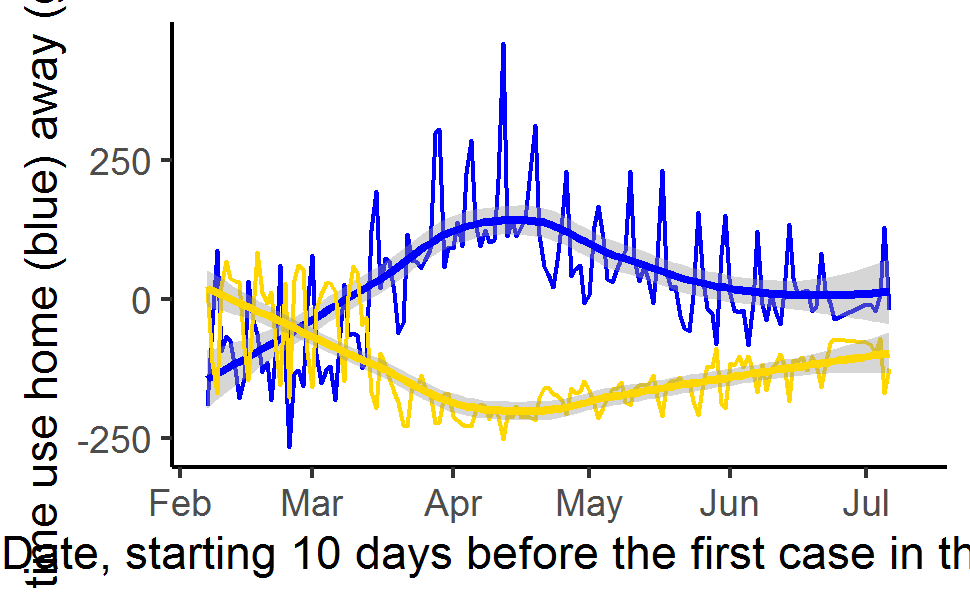 time use home (blue) away (
250
0
-250
Feb Mar Apr May Jun Jul
Date, starting 10 days before the first case in th